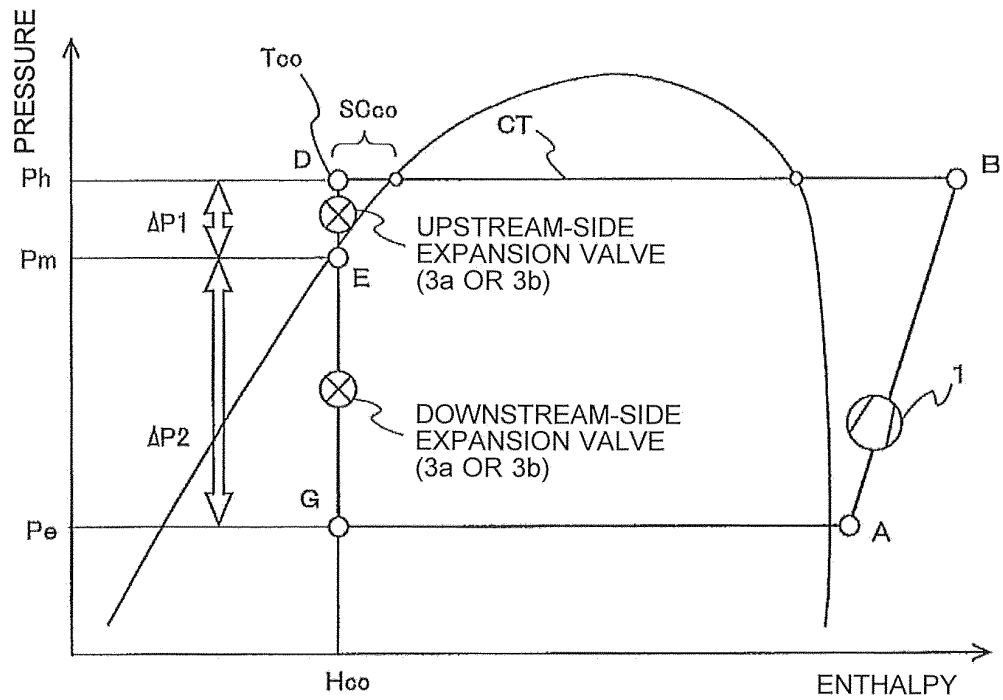 PRESSURE
Tco
SCco
D
CT
B
Ph
ΔP1
UPSTREAM-SIDE
EXPANSION VALVE
(3a OR 3b)
Pm
E
1
ΔP2
DOWNSTREAM-SIDE
EXPANSION VALVE
(3a OR 3b)
G
Pe
A
Hco
ENTHALPY